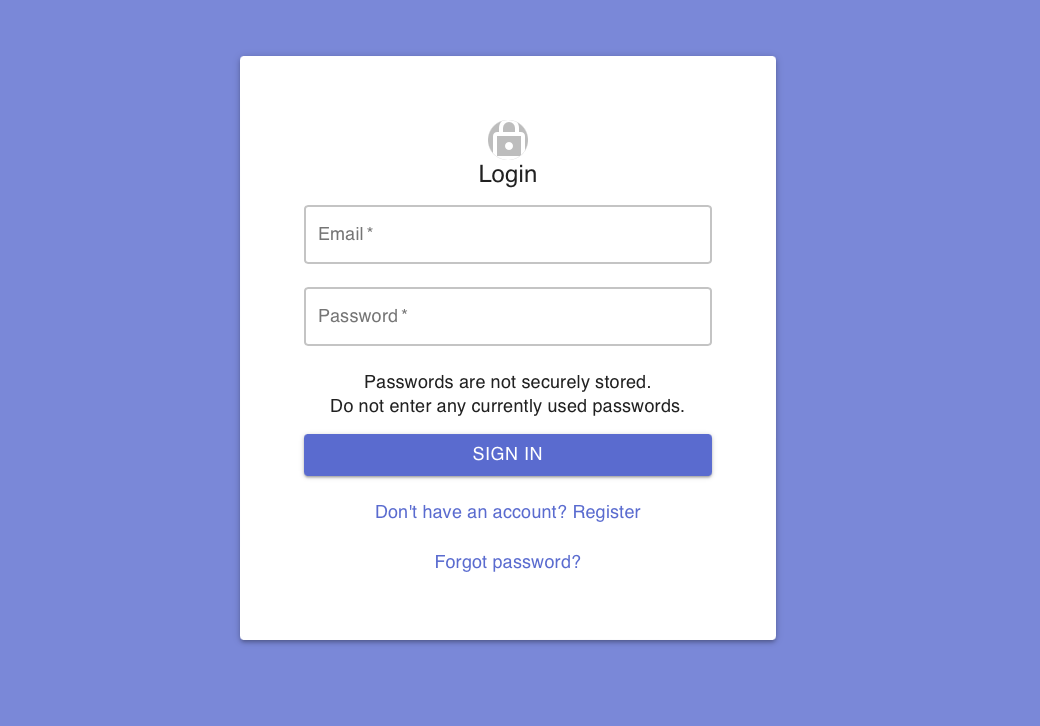 Login
Email *
Password *
Passwords are not securely stored.
Do not enter any currently used passwords.
SIGN IN
Don't have an account? Register
Forgot password?